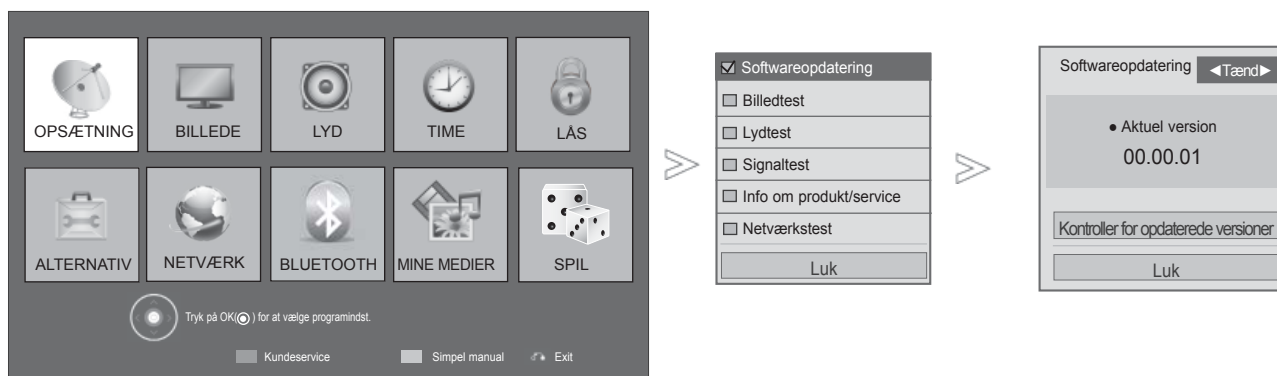 OPSÆTNING
BILLEDE
LYD
TIME
LÅS
ALTERNATIV
NETVÆRK
BLUETOOTH
MINE MEDIER
SPIL
Tryk på OK( ) for at vælge programindst.
Kundeservice
Simpel manual
Exit
Softwareopdatering
Billedtest
Lydtest
Signaltest
Info om produkt/service
Netværkstest
Luk
Softwareopdatering ◄Tænd►
● Aktuel version
00.00.01
Kontroller for opdaterede versioner
Luk